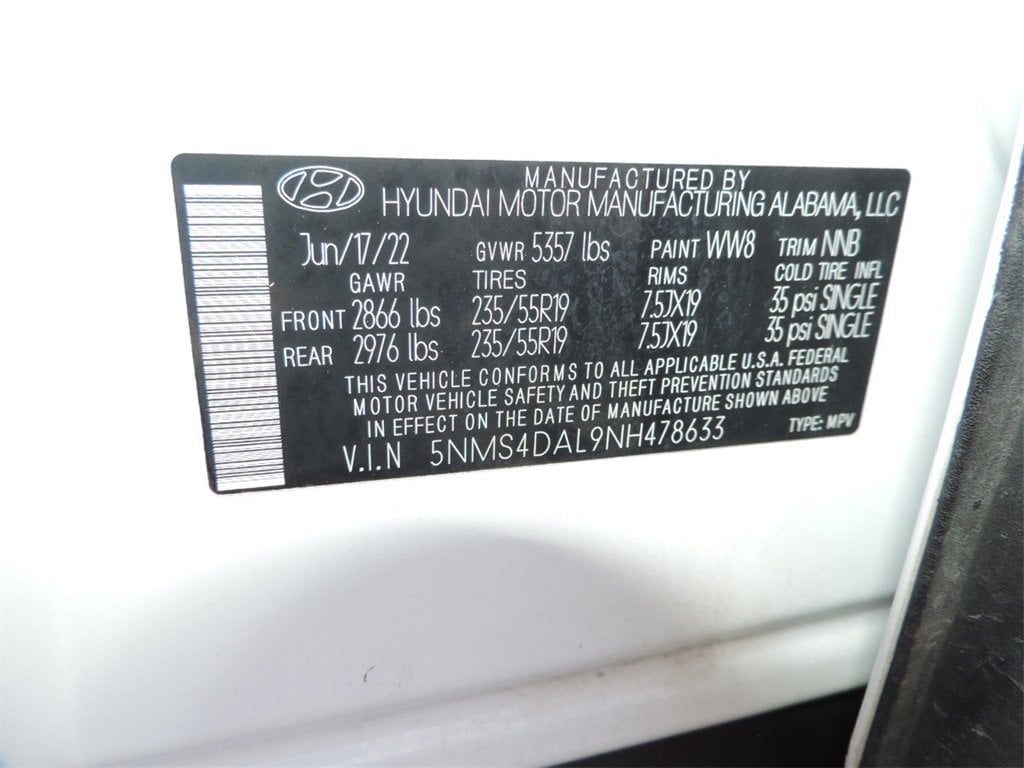 MANUFACTURED BY
HYUNDAI MOTOR MANUFACTURING ALABAMA, LLC
Jun/17/22 GVWR 5357 lbs PAINT WW8 TRIM NNB
GAWR TIRES RIMS COLD TIRE INFL
FRONT 2866 lbs 235/55R19 7.5JX19 35 psi SINGLE
REAR 2976 lbs 235/55R19 7.5JX19 35 psi SINGLE
THIS VEHICLE CONFORMS TO ALL APPLICABLE U.S.A. FEDERAL
MOTOR VEHICLE SAFETY AND THEFT PREVENTION STANDARDS
IN EFFECT ON THE DATE OF MANUFACTURE SHOWN ABOVE
V.I.N 5NMS4DAL9NH478633 TYPE: MPV